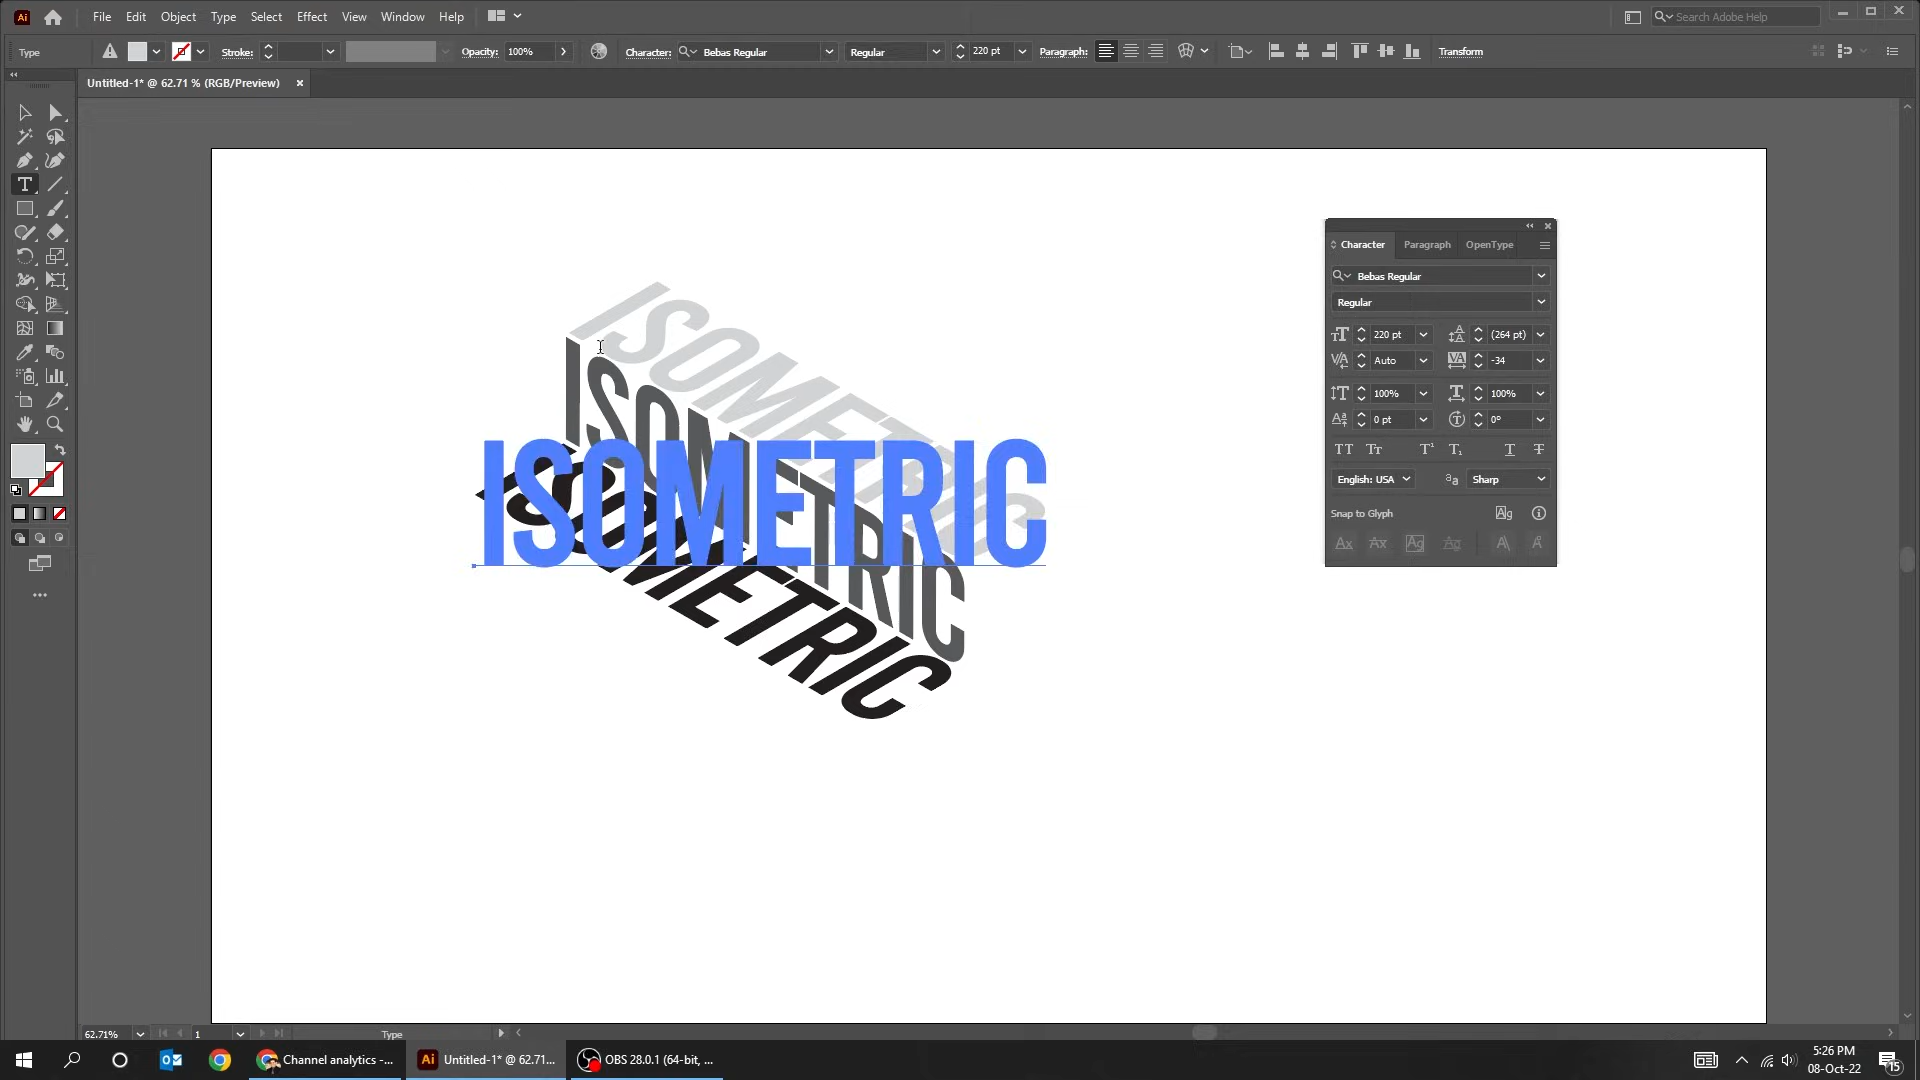 Ai File Edit Object Type Select Effect View Window Help Search Adobe Help
Type Stroke: Opacity: 100% Character: Bebas Regular Regular 220 pt Paragraph: Transform
Untitled-1* @ 62.71 % (RGB/Preview)
ISOMETRIC
ISOMETRIC
ISOMETRIC
ISOMETRIC
Character Paragraph OpenType
Bebas Regular
Regular
220 pt (264 pt)
Auto -34
100% 100%
0 pt 0°
English: USA Sharp
Snap to Glyph
62.71% 1 Type
Channel analytics -... Ai Untitled-1* @ 62.71... OBS 28.0.1 (64-bit, ...
5:26 PM
08-Oct-22
15